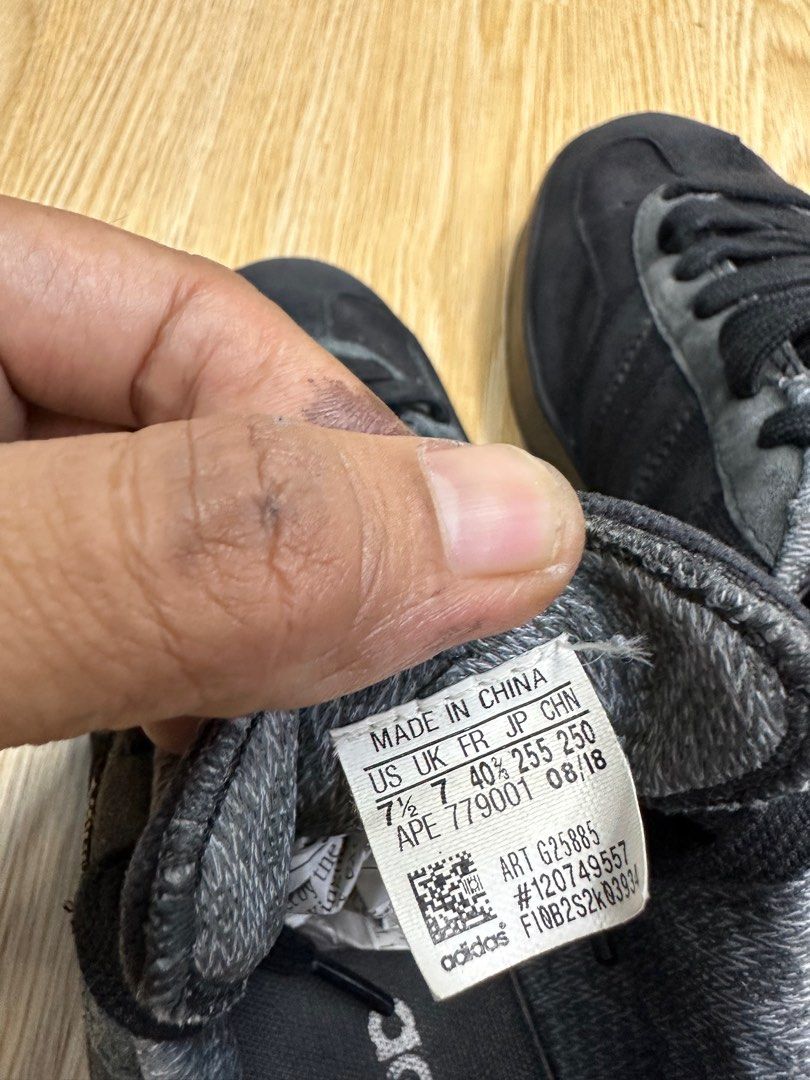 MADE IN CHINA
US UK FR JP CHN
7½ 7 40⅔ 255 250
APE 779001 08/18
ART G25885
#120749557
adidas®